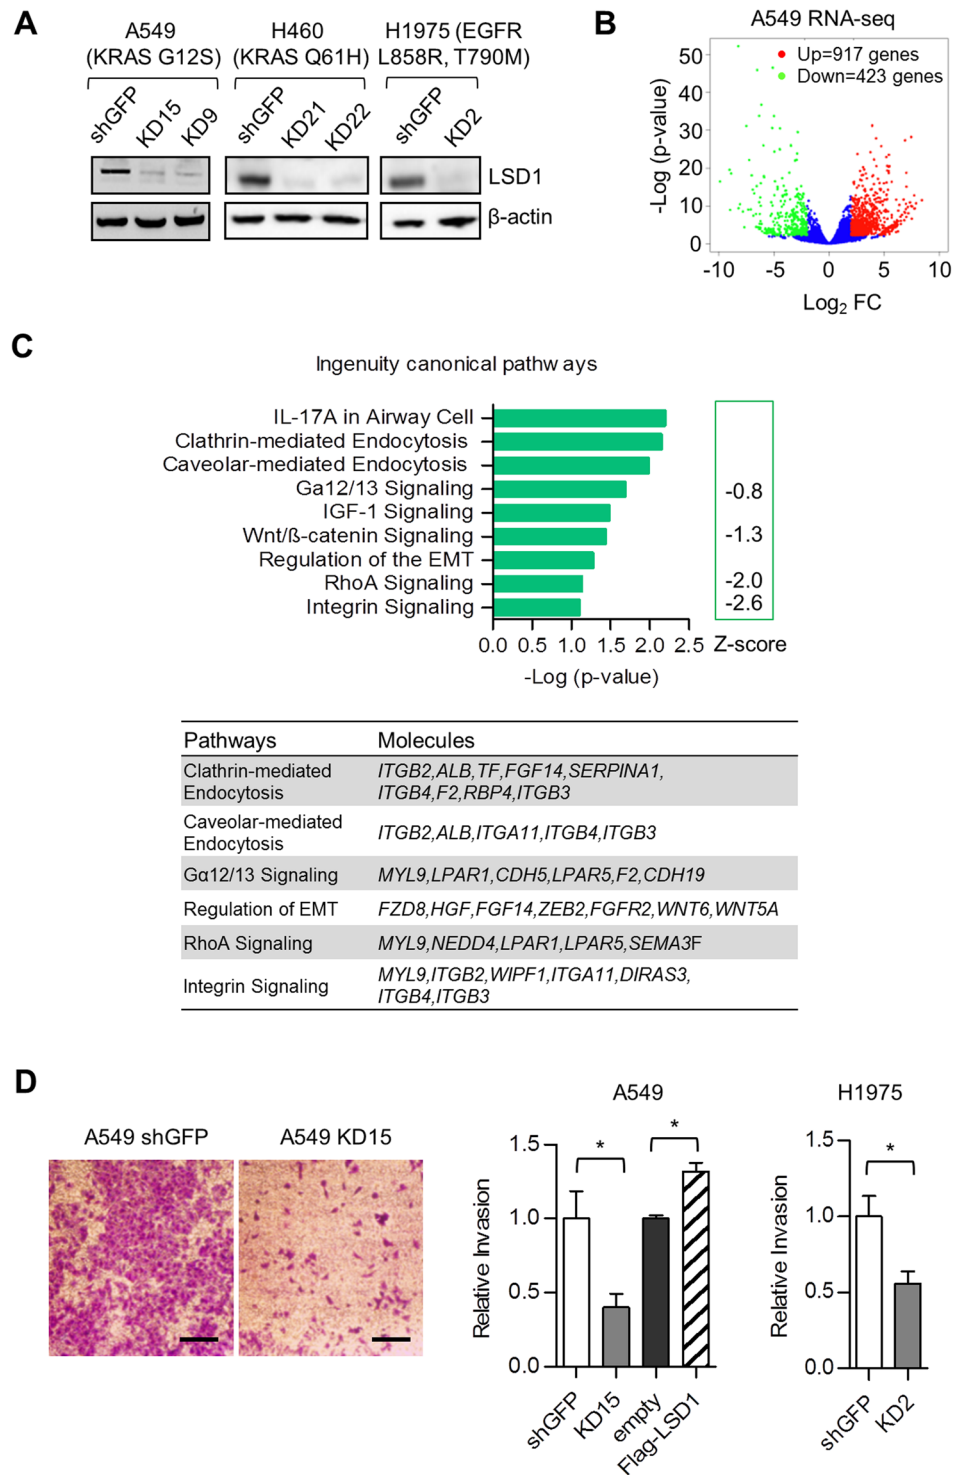 A
A549
(KRAS G12S)
H460
(KRAS Q61H)
H1975 (EGFR
L858R, T790M)
shGFP
KD15
KD9
shGFP
KD21
KD22
shGFP
KD2
LSD1
β-actin
B
A549 RNA-seq
Up=917 genes
Down=423 genes
-Log (p-value)
50
40
30
20
10
0
-10 -5 0 5 10
Log2 FC
C
Ingenuity canonical pathways
IL-17A in Airway Cell
Clathrin-mediated Endocytosis
Caveolar-mediated Endocytosis
Ga12/13 Signaling
IGF-1 Signaling
Wnt/ß-catenin Signaling
Regulation of the EMT
RhoA Signaling
Integrin Signaling
-0.8
-1.3
-2.0
-2.6
0.0 0.5 1.0 1.5 2.0 2.5
Z-score
-Log (p-value)
Pathways Molecules
Clathrin-mediated
Endocytosis
ITGB2,ALB,TF,FGF14,SERPINA1,
ITGB4,F2,RBP4,ITGB3
Caveolar-mediated
Endocytosis
ITGB2,ALB,ITGA11,ITGB4,ITGB3
Gα12/13 Signaling MYL9,LPAR1,CDH5,LPAR5,F2,CDH19
Regulation of EMT FZD8,HGF,FGF14,ZEB2,FGFR2,WNT6,WNT5A
RhoA Signaling MYL9,NEDD4,LPAR1,LPAR5,SEMA3F
Integrin Signaling
MYL9,ITGB2,WIPF1,ITGA11,DIRAS3,
ITGB4,ITGB3
D
A549 shGFP
A549 KD15
A549
Relative Invasion
1.5
1.0
0.5
0.0
*
*
shGFP
KD15
empty
Flag-LSD1
H1975
Relative Invasion
1.5
1.0
0.5
0.0
*
shGFP
KD2